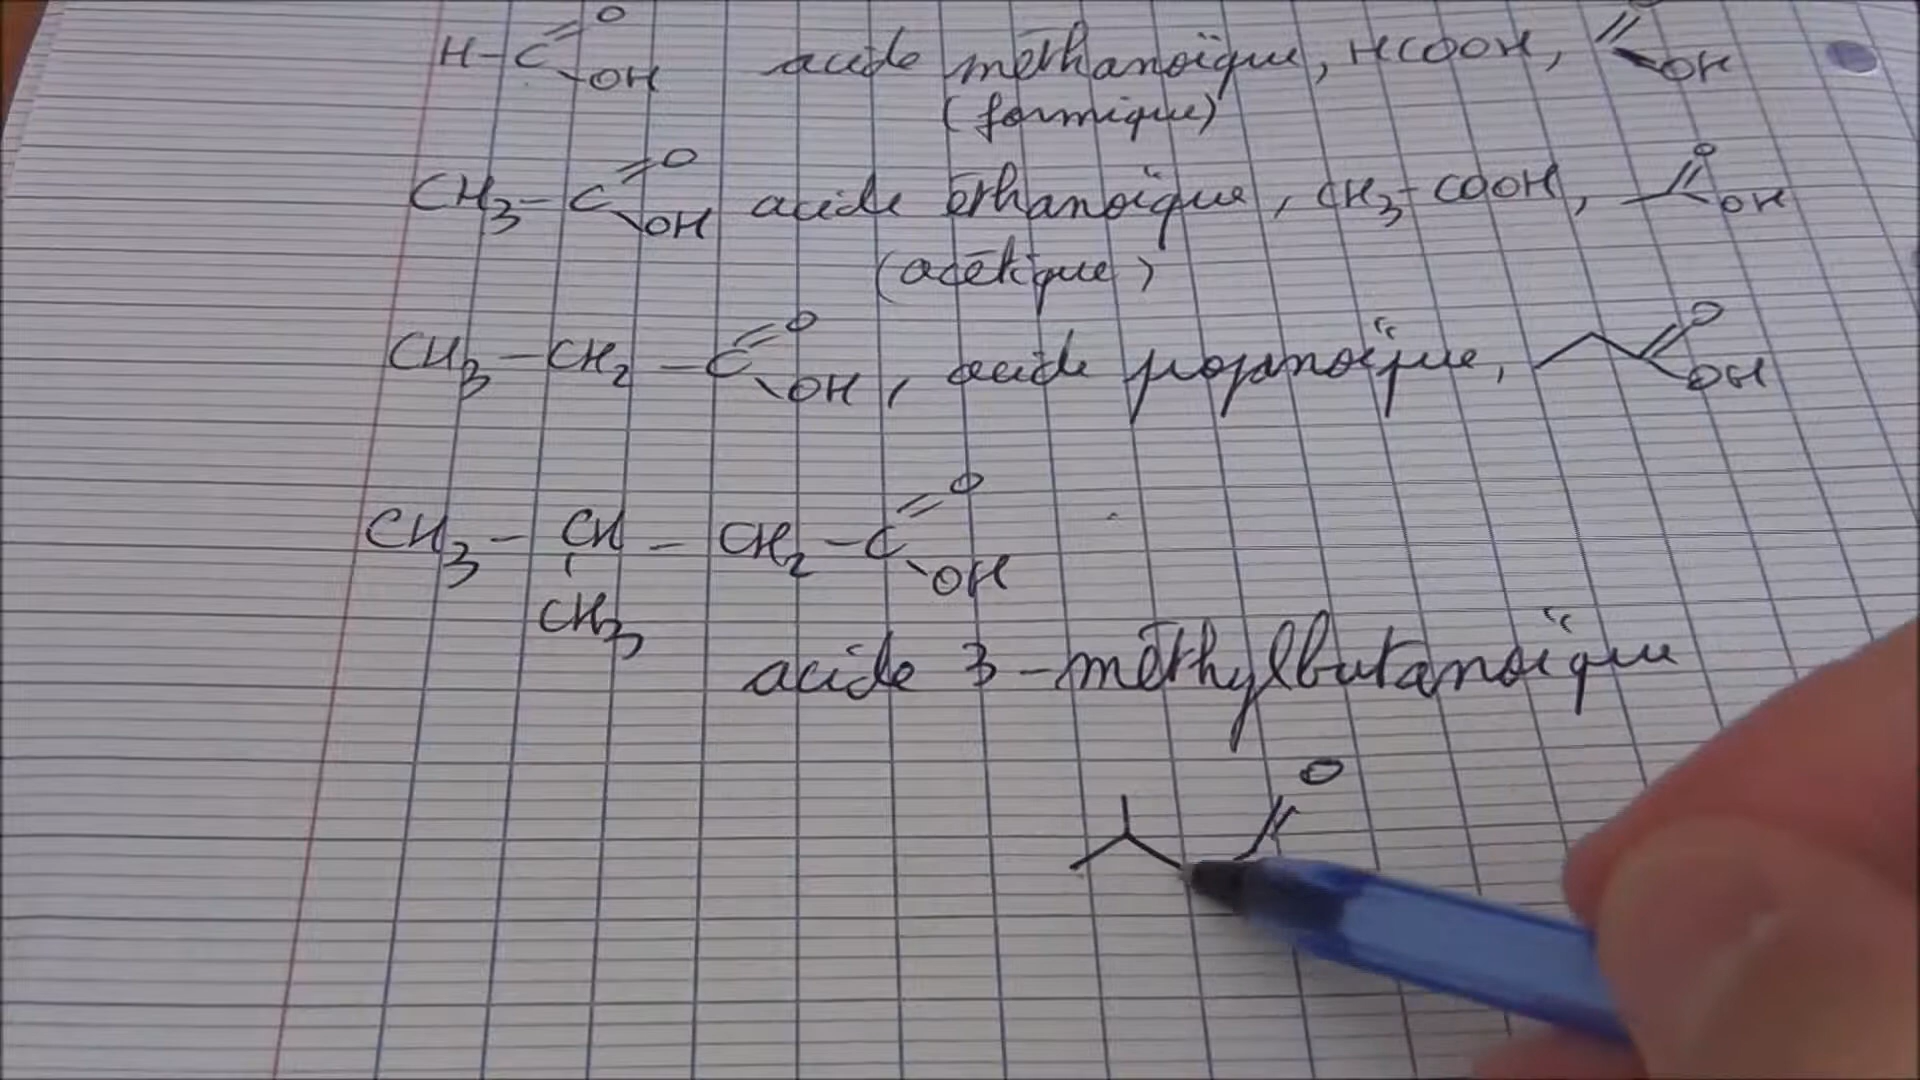 H-C=O OH acide méthanoïque, HCOOH, OH
(formique)
CH3-C=O OH acide éthanoïque, CH3-COOH, O OH
(acétique)
CH3-CH2-C=O OH, acide propanoïque, O OH
CH3-CH-CH2-C=O OH
CH3
acide 3-méthylbutanoïque
O